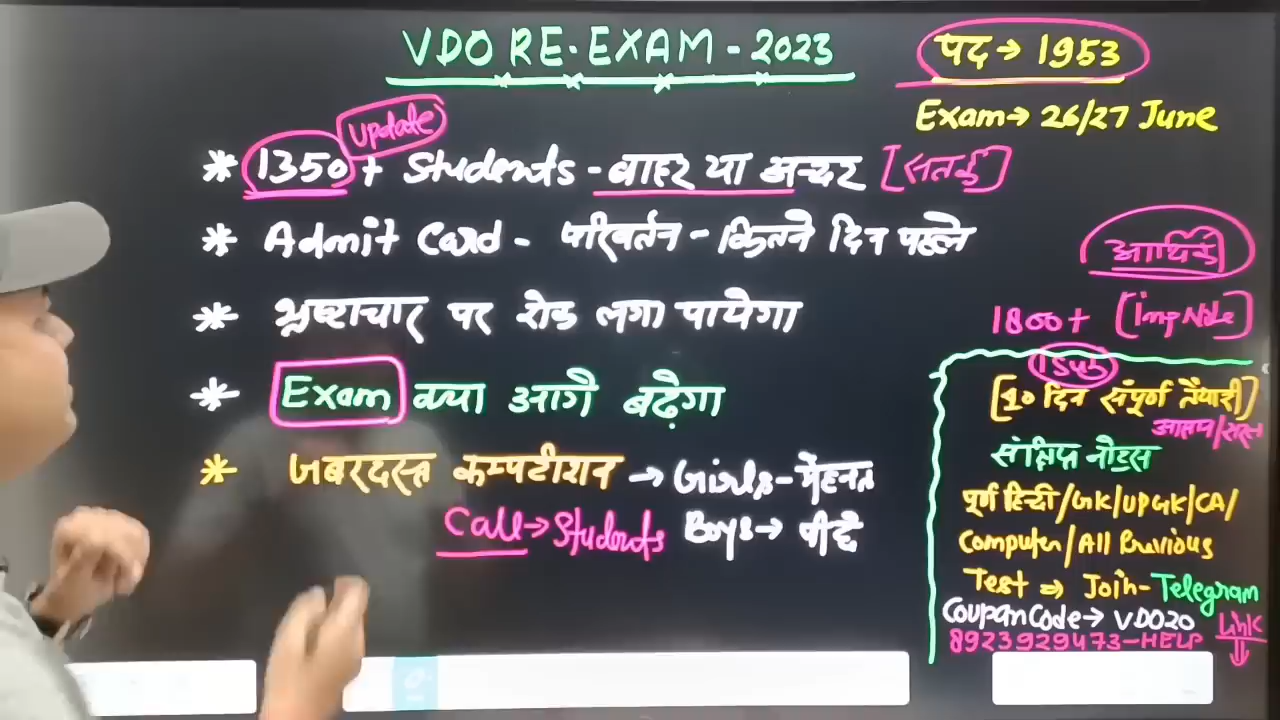 VDO RE-EXAM - 2023
पद → 1953
Exam → 26/27 June
Update
* 1350+ Students - बाहर या अन्दर [सतर्क]
* Admit Card - परिवर्तन - कितने दिन पहले
* भ्रष्टाचार पर रोक लगा पायेगा
* Exam क्या आगे बढ़ेगा
* जबरदस्त कम्पटीशन → Girls - मेहनत
Call → Students Boys → पीछे
आर्थिक
1800+ [Imp Note]
[10 दिन संपूर्ण तैयारी]
संक्षिप्त नोट्स
पूर्ण हिन्दी/GK/UPGK/CA/
Computer/All Previous
Test ⇒ Join - Telegram
Coupan Code → VDO20
8923929473-HELP Link